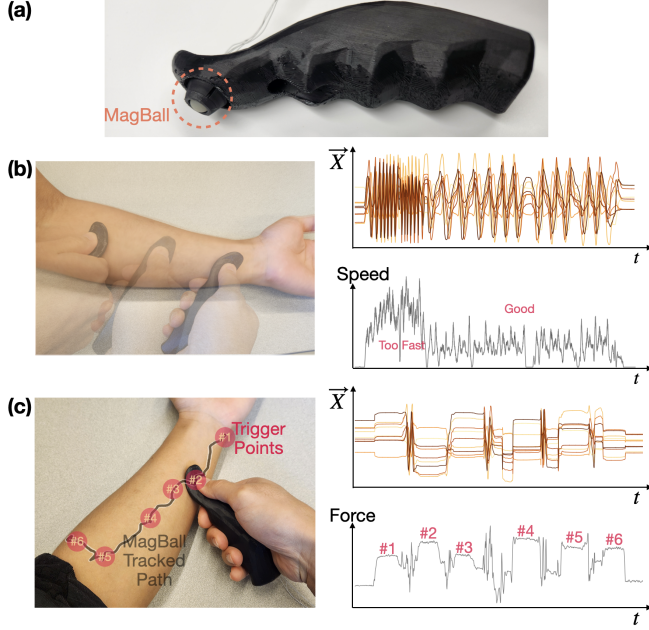 (a)
MagBall
(b)
X
t
Speed
Good
Too Fast
t
(c)
#1
Trigger
Points
#2
#3
#4
#5
#6
MagBall
Tracked
Path
X
t
Force
#1
#2
#3
#4
#5
#6
t